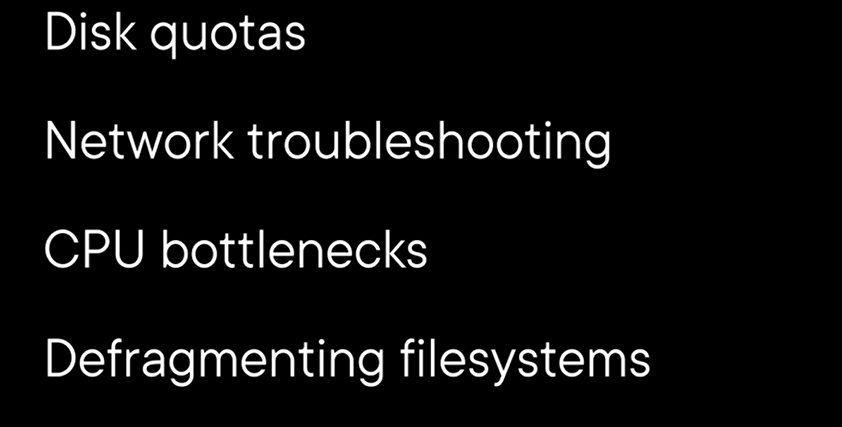 Disk quotas
Network troubleshooting
CPU bottlenecks
Defragmenting filesystems